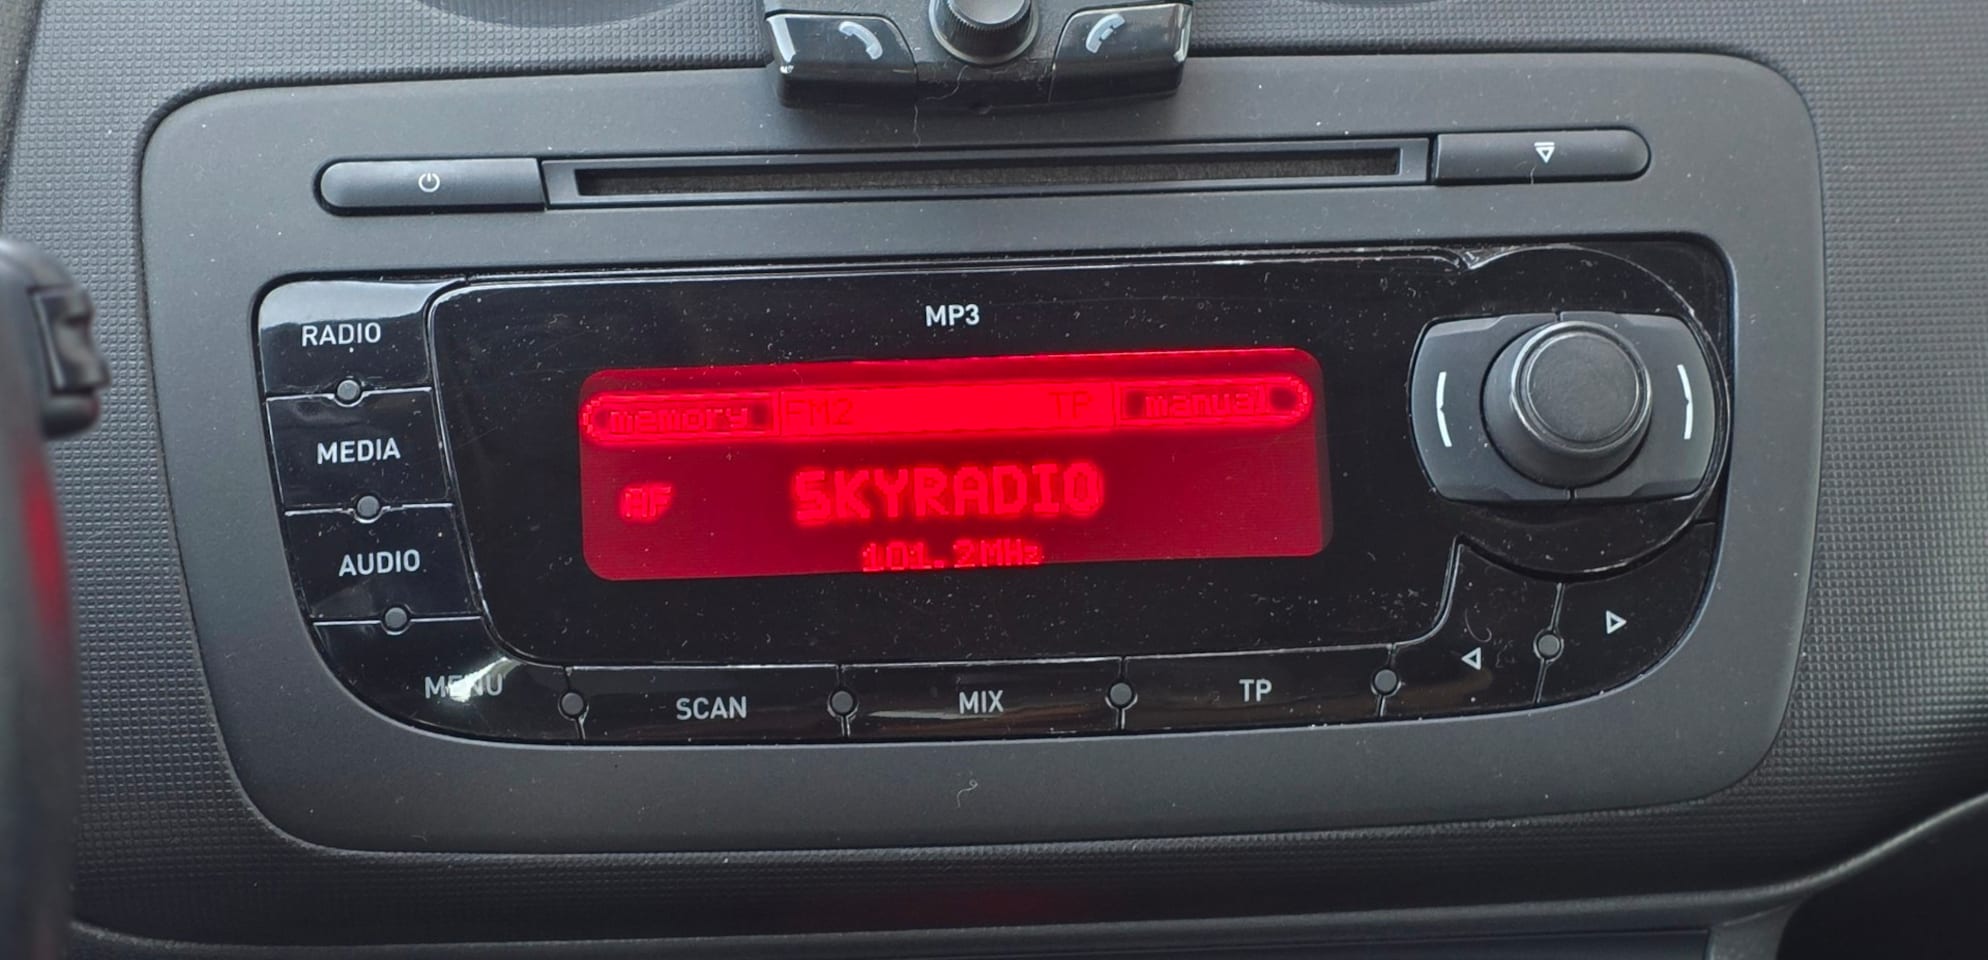 MP3
RADIO
memory FM2 TP manual
MEDIA
AF SKYRADIO
101.2MHz
AUDIO
MENU SCAN MIX TP